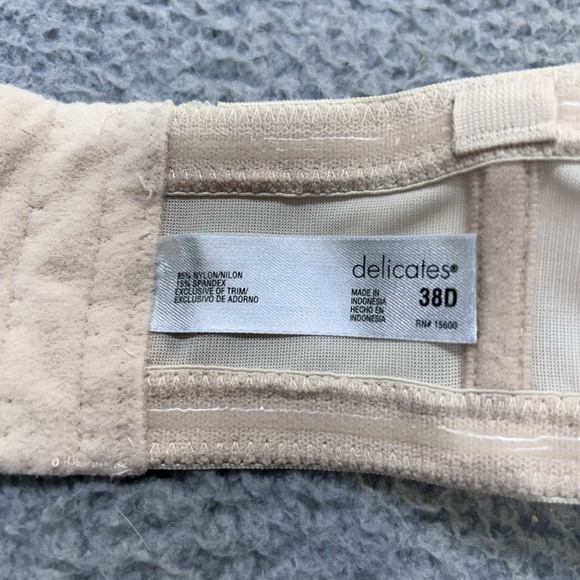 85% NYLON/NILON
15% SPANDEX
EXCLUSIVE OF TRIM/
EXCLUSIVO DE ADORNO
delicates®
MADE IN
INDONESIA
HECHO EN
INDONESIA
38D
RN# 15600